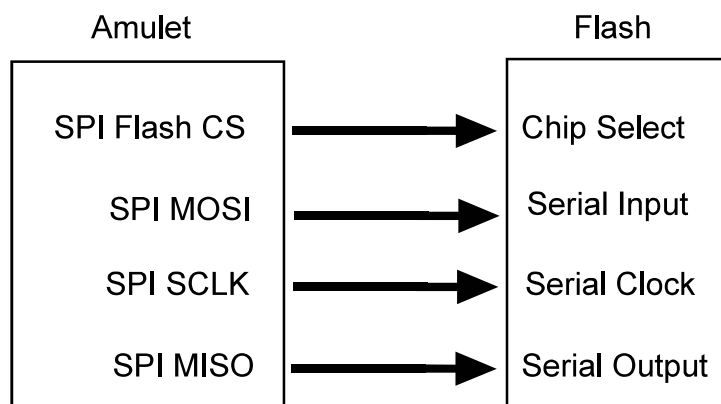 Amulet Flash
SPI Flash CS Chip Select
SPI MOSI Serial Input
SPI SCLK Serial Clock
SPI MISO Serial Output